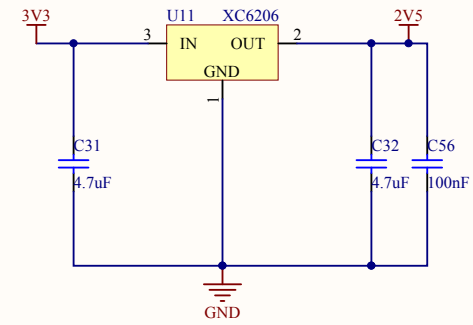 3V3
U11 XC6206
2V5
3 IN OUT 2
GND
1
C31
4.7uF
C32
4.7uF
C56
100nF
GND